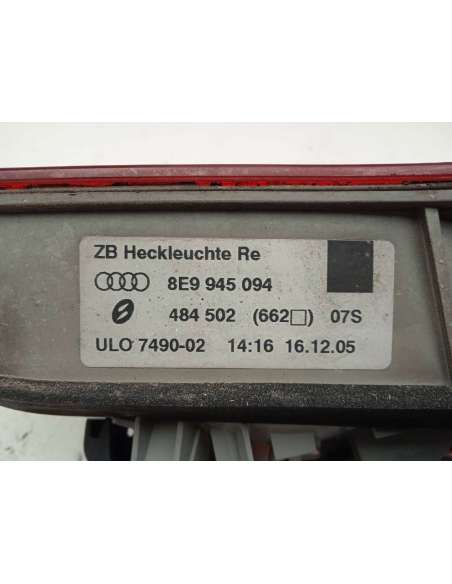 ZB Heckleuchte Re
8E9 945 094
484 502 (662□) 07S
ULO 7490-02 14:16 16.12.05